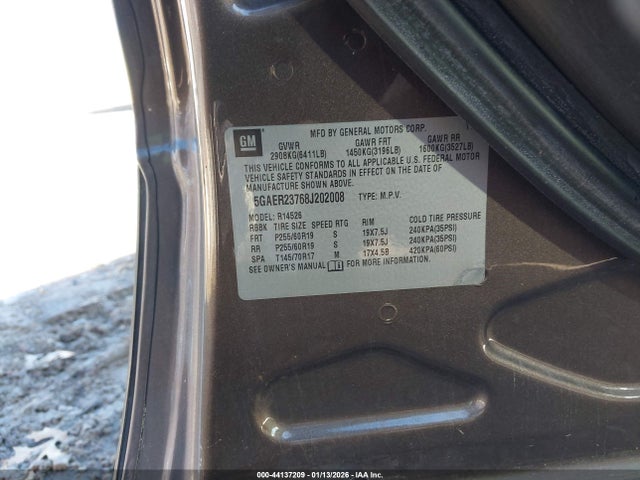 MFD BY GENERAL MOTORS CORP.
GM GVWR GAWR FRT GAWR RR
2908KG(6411LB) 1450KG(3196LB) 1600KG(3527LB)
THIS VEHICLE CONFORMS TO ALL APPLICABLE U.S. FEDERAL MOTOR
VEHICLE SAFETY STANDARDS IN EFFECT ON THE DATE OF
MANUFACTURE SHOWN ABOVE.
5GAER23768J202008 TYPE: M.P.V.
MODEL: R14526
RSBK TIRE SIZE SPEED RTG RIM COLD TIRE PRESSURE
FRT P255/60R19 S 19X7.5J 240KPA(35PSI)
RR P255/60R19 S 19X7.5J 240KPA(35PSI)
SPA T145/70R17 M 17X4.5B 420KPA(60PSI)
SEE OWNER'S MANUAL FOR MORE INFORMATION.
000-44137209 - 01/13/2026 - IAA Inc.